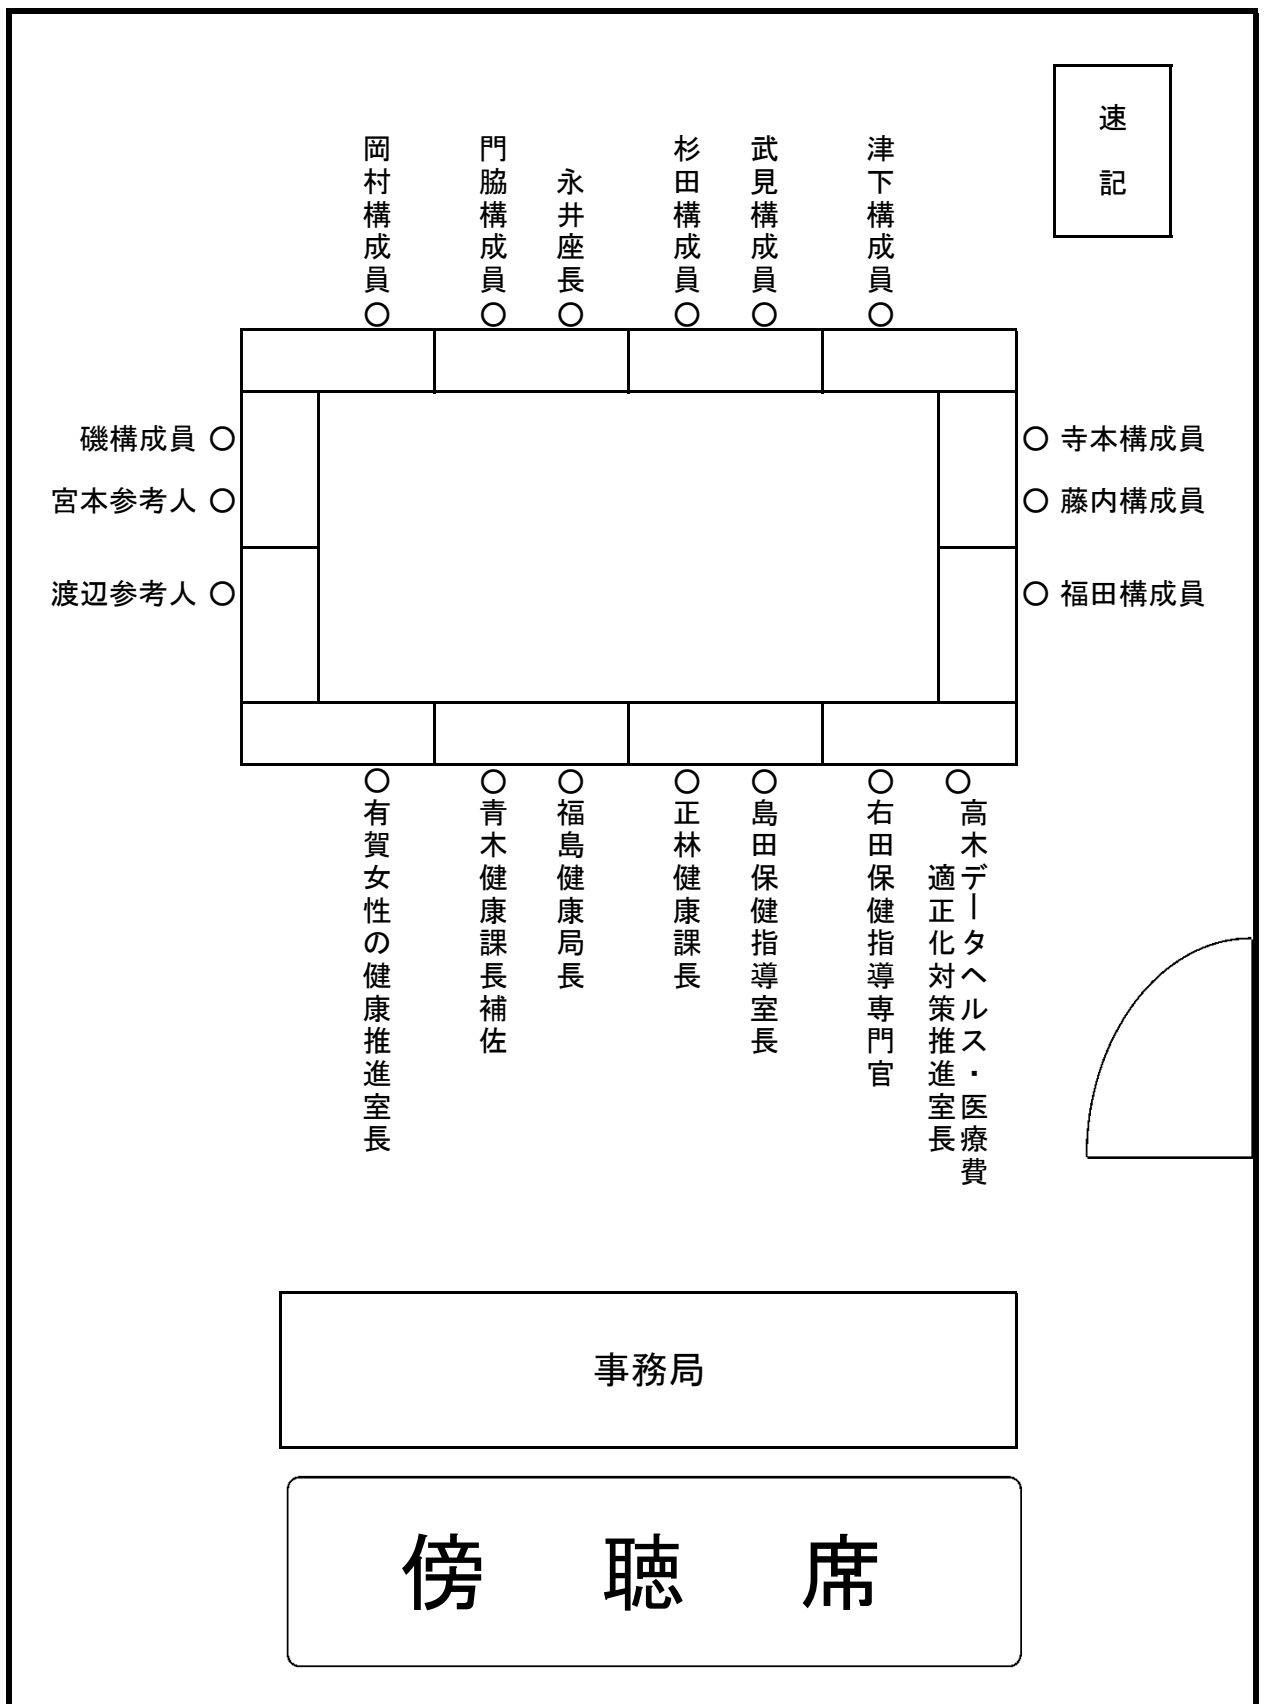 速記
岡村構成員
門脇構成員
永井座長
杉田構成員
武見構成員
津下構成員
磯構成員
宮本参考人
渡辺参考人
寺本構成員
藤内構成員
福田構成員
有賀女性の健康推進室長
青木健康課長補佐
福島健康局長
正林健康課長
島田保健指導室長
右田保健指導専門官
高木データヘルス・医療費
適正化対策推進室長
事務局
傍聴席